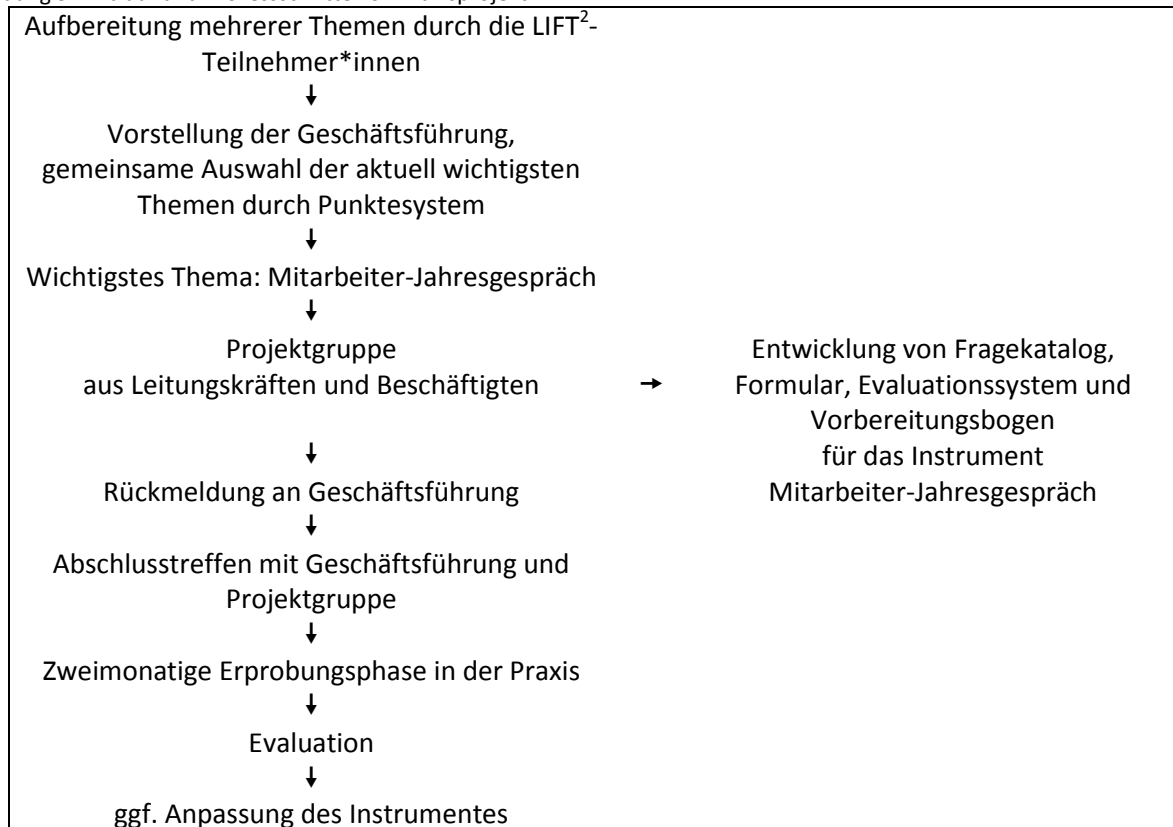 Aufbereitung mehrerer Themen durch die LIFT²-
Teilnehmer*innen
↓
Vorstellung der Geschäftsführung,
gemeinsame Auswahl der aktuell wichtigsten
Themen durch Punktesystem
↓
Wichtigstes Thema: Mitarbeiter-Jahresgespräch
↓
Projektgruppe
aus Leitungskräften und Beschäftigten
→
Entwicklung von Fragekatalog,
Formular, Evaluationssystem und
Vorbereitungsbogen
für das Instrument
Mitarbeiter-Jahresgespräch
↓
Rückmeldung an Geschäftsführung
↓
Abschlusstreffen mit Geschäftsführung und
Projektgruppe
↓
Zweimonatige Erprobungsphase in der Praxis
↓
Evaluation
↓
ggf. Anpassung des Instrumentes